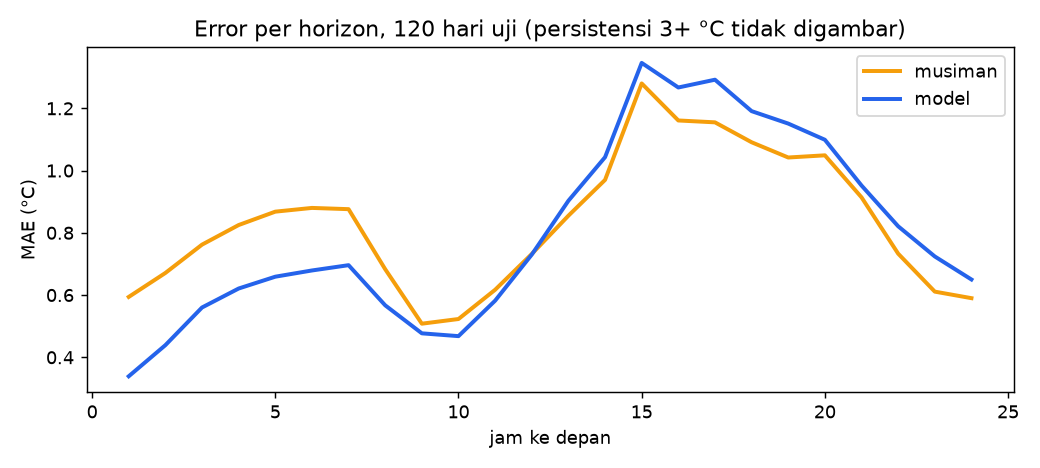 Error per horizon, 120 hari uji (persistensi 3+ °C tidak digambar)
musiman
model
MAE (°C)
1.2
1.0
0.8
0.6
0.4
0 5 10 15 20 25
jam ke depan